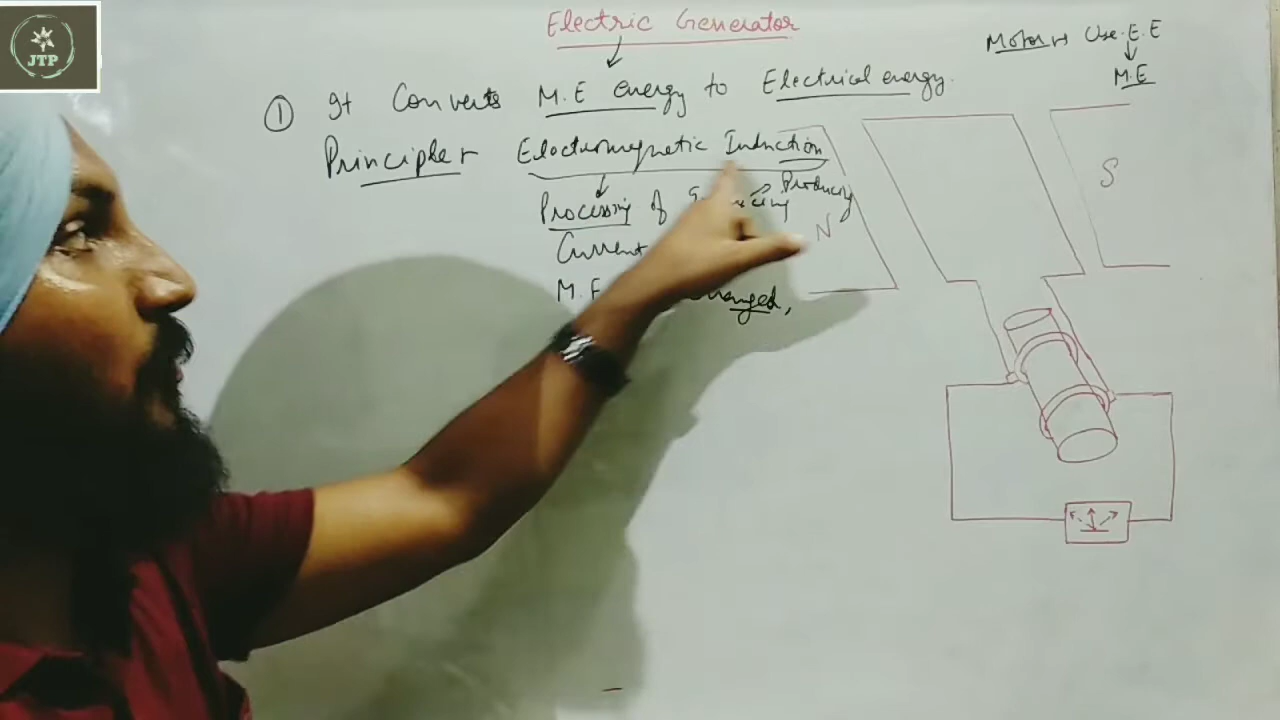 JTP
Electric Generator
Motor → Use E.E
M.E
① It Converts M.E energy to Electrical energy.
Principle → Electromagnetic Induction
Producing
Processing of
Current
M.E changed,
N
S